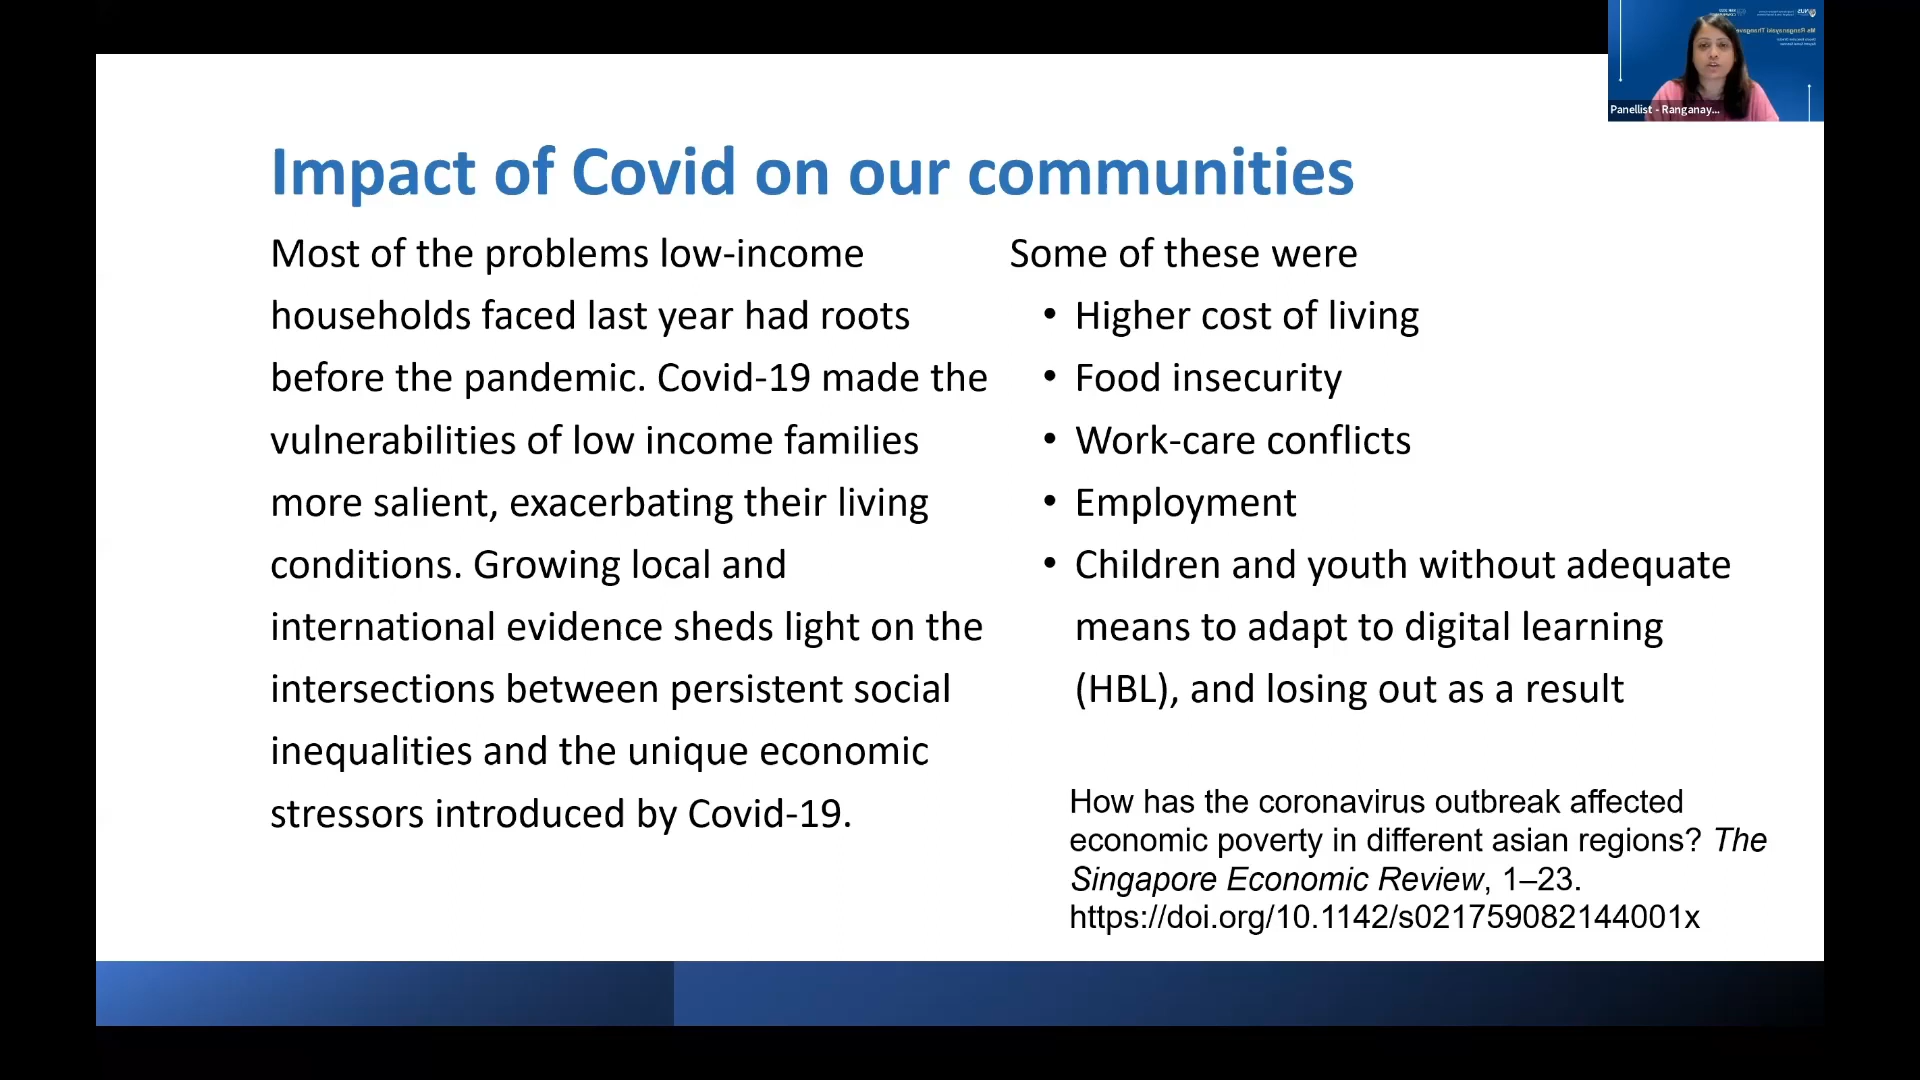 Impact of Covid on our communities
Most of the problems low-income
households faced last year had roots
before the pandemic. Covid-19 made the
vulnerabilities of low income families
more salient, exacerbating their living
conditions. Growing local and
international evidence sheds light on the
intersections between persistent social
inequalities and the unique economic
stressors introduced by Covid-19.
Some of these were
• Higher cost of living
• Food insecurity
• Work-care conflicts
• Employment
• Children and youth without adequate
means to adapt to digital learning
(HBL), and losing out as a result
How has the coronavirus outbreak affected
economic poverty in different asian regions? The
Singapore Economic Review, 1–23.
https://doi.org/10.1142/s021759082144001x
NUS
Ms Ranganayaki
Panellist - Ranganay...